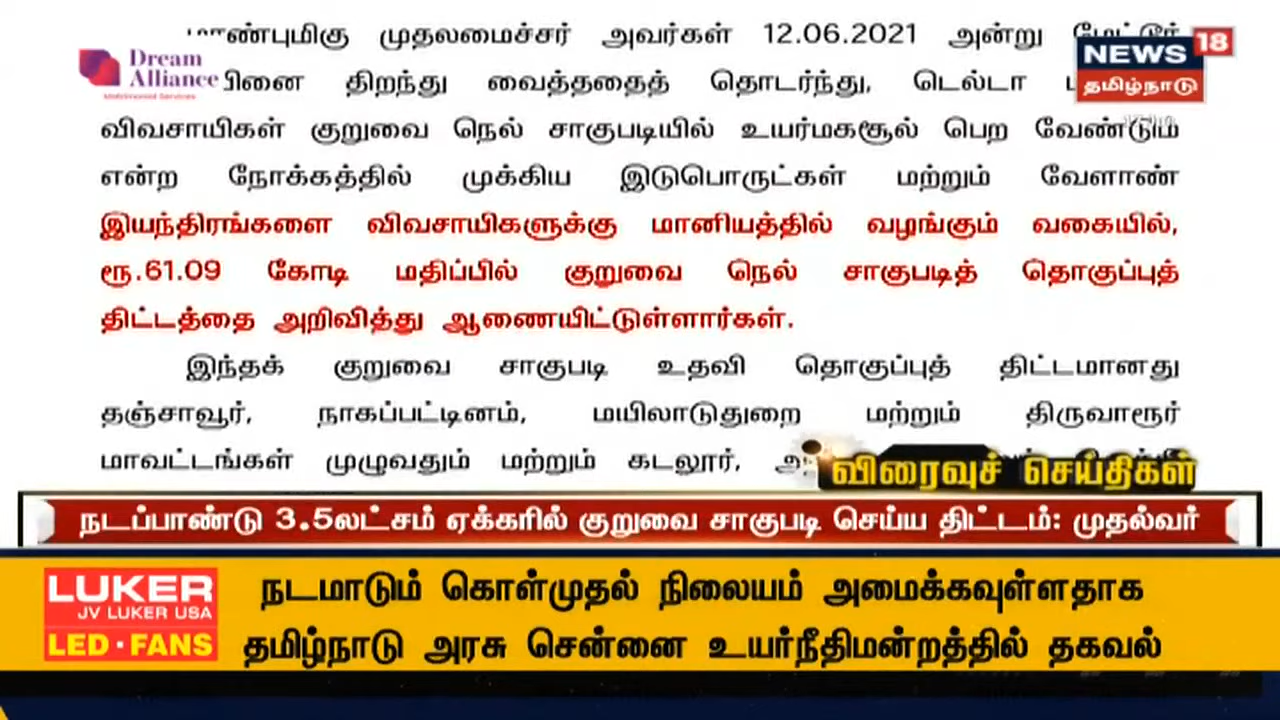 மாண்புமிகு முதலமைச்சர் அவர்கள் 12.06.2021 அன்று மேட்டூர்
Dream
Alliance
Matrimonial Services
NEWS 18
தமிழ்நாடு
திறந்து வைத்ததைத் தொடர்ந்து, டெல்டா
விவசாயிகள் குறுவை நெல் சாகுபடியில் உயர்மகசூல் பெற வேண்டும்
என்ற நோக்கத்தில் முக்கிய இடுபொருட்கள் மற்றும் வேளாண்
இயந்திரங்களை விவசாயிகளுக்கு மானியத்தில் வழங்கும் வகையில்,
ரூ.61.09 கோடி மதிப்பில் குறுவை நெல் சாகுபடித் தொகுப்புத்
திட்டத்தை அறிவித்து ஆணையிட்டுள்ளார்கள்.
இந்தக் குறுவை சாகுபடி உதவி தொகுப்புத் திட்டமானது
தஞ்சாவூர், நாகப்பட்டினம், மயிலாடுதுறை மற்றும் திருவாரூர்
மாவட்டங்கள் முழுவதும் மற்றும் கடலூர்,
விரைவுச் செய்திகள்
நடப்பாண்டு 3.5லட்சம் ஏக்கரில் குறுவை சாகுபடி செய்ய திட்டம்: முதல்வர்
LUKER
JV LUKER USA
LED·FANS
நடமாடும் கொள்முதல் நிலையம் அமைக்கவுள்ளதாக
தமிழ்நாடு அரசு சென்னை உயர்நீதிமன்றத்தில் தகவல்